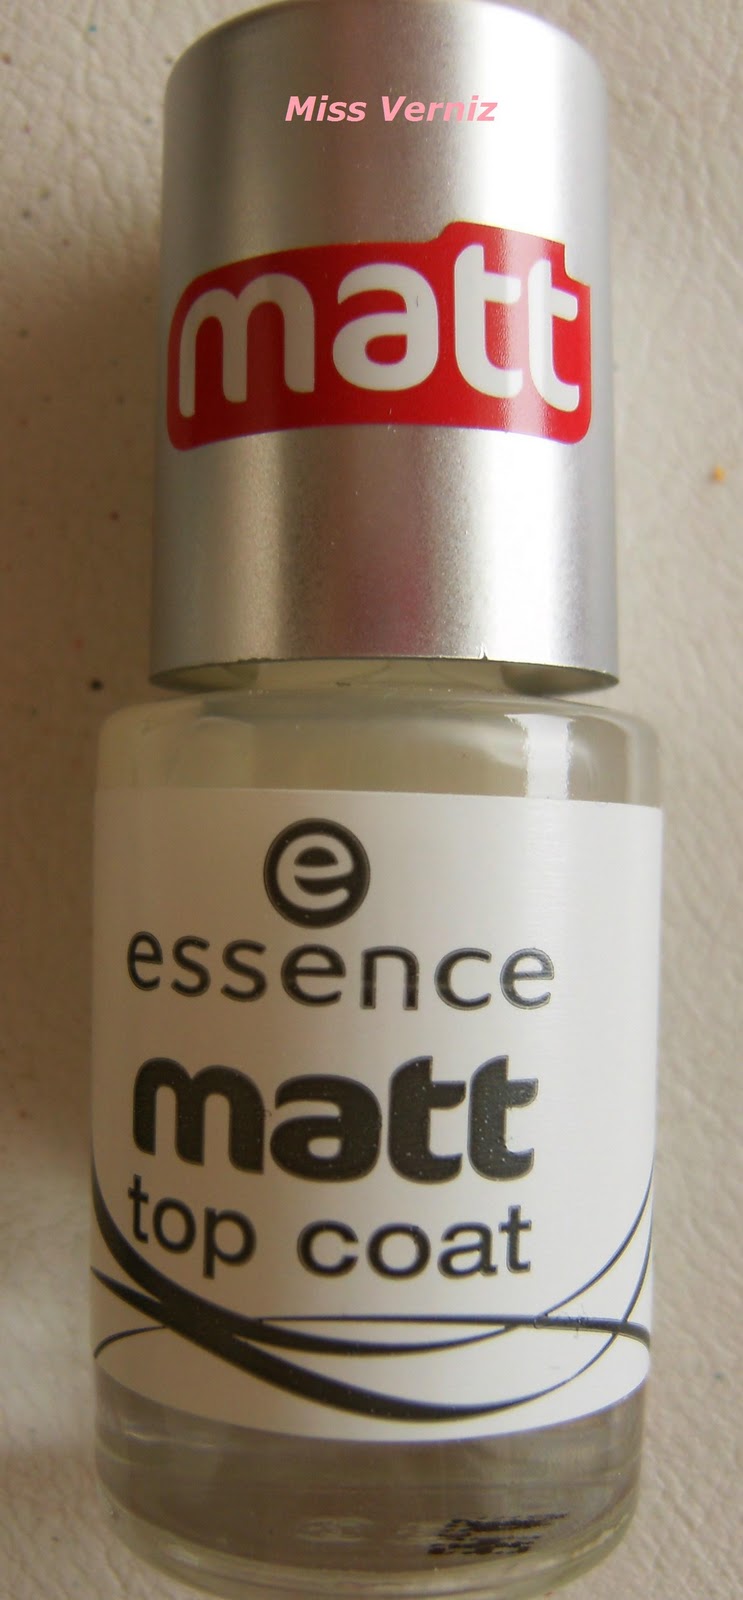 Miss Verniz
matt
e
essence
matt
top coat